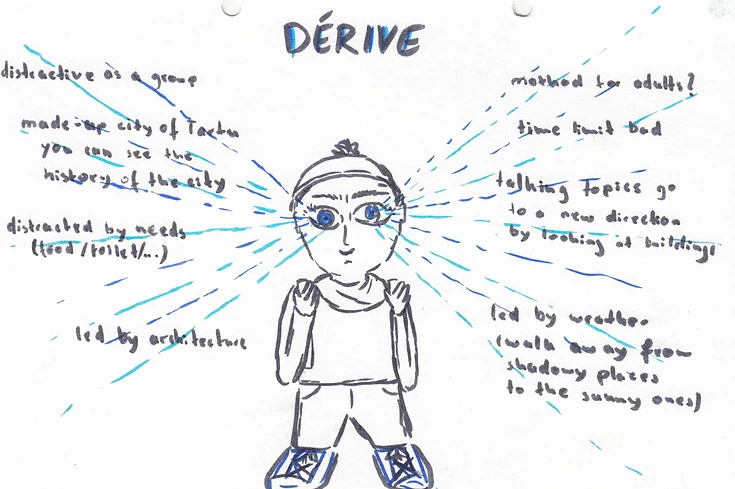 DÉRIVE
distractive as a group
made-up city of Tartu
you can see the
history of the city
distracted by needs
(food/toilet/...)
led by architecture
method for adults?
time limit bad
talking topics go
to a new direction
by looking at buildings
led by weather
(walk away from
shadowy places
to the sunny ones)